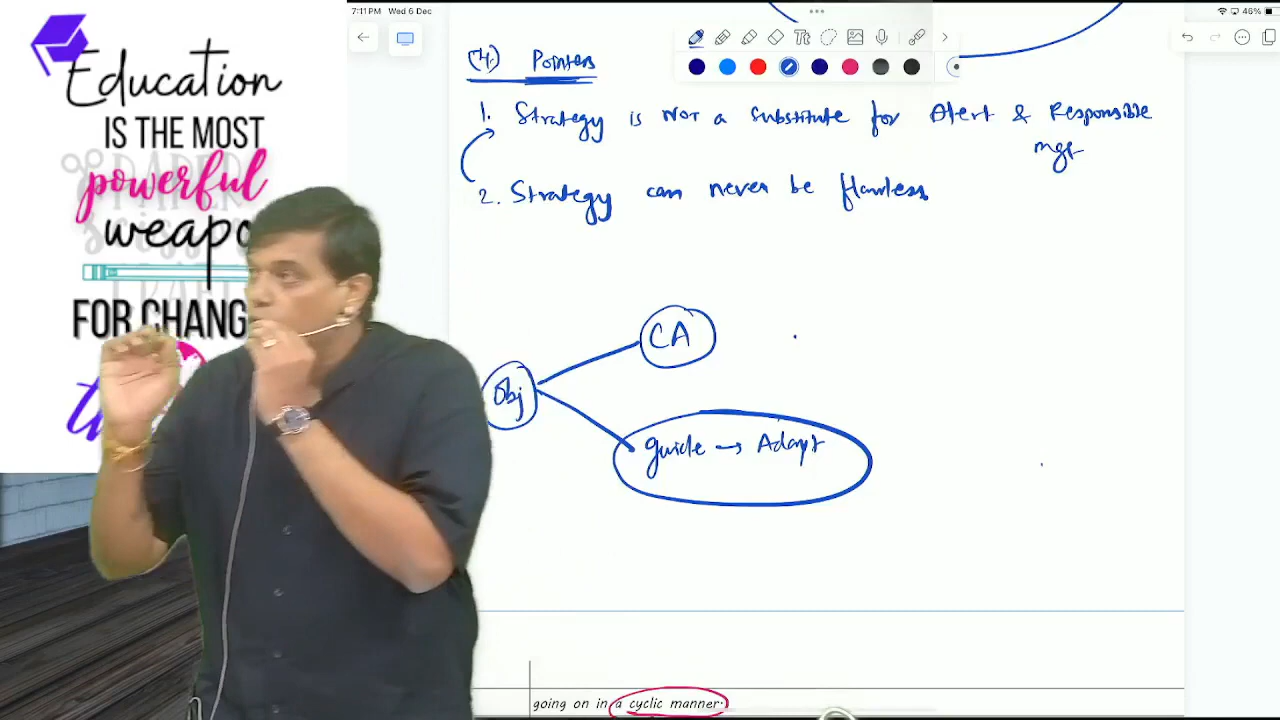 7:11 PM Wed 6 Dec
46%
Education
IS THE MOST
powerful
weapo
FOR CHANG
(4.) Pointers
1. Strategy is NOT a substitute for Alert & Responsible
mgt
2. Strategy can never be flawless
CA
Obj
guide → Adapt
going on in a cyclic manner.